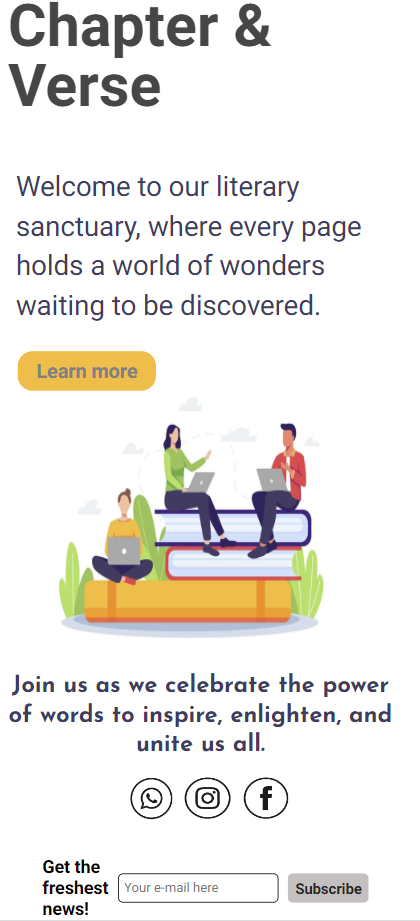 Chapter &
Verse
Welcome to our literary
sanctuary, where every page
holds a world of wonders
waiting to be discovered.
Learn more
Join us as we celebrate the power
of words to inspire, enlighten, and
unite us all.
Get the
freshest
news!
Your e-mail here
Subscribe